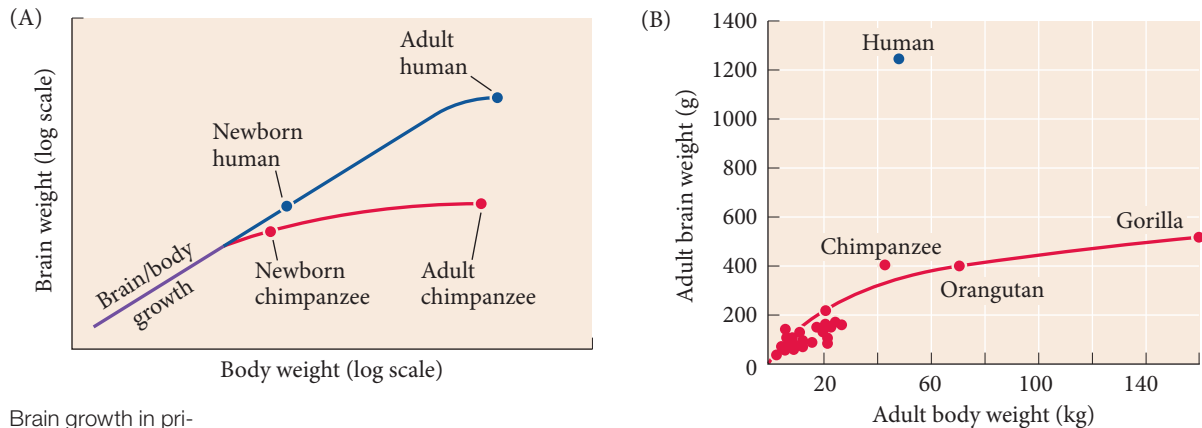 (A)
Brain weight (log scale)
Adult
human
Newborn
human
Brain/body
growth
Newborn
chimpanzee
Adult
chimpanzee
Body weight (log scale)
Brain growth in pri-
(B)
Adult brain weight (g)
1400
1200
1000
800
600
400
200
0
Human
Chimpanzee
Orangutan
Gorilla
20 60 100 140
Adult body weight (kg)